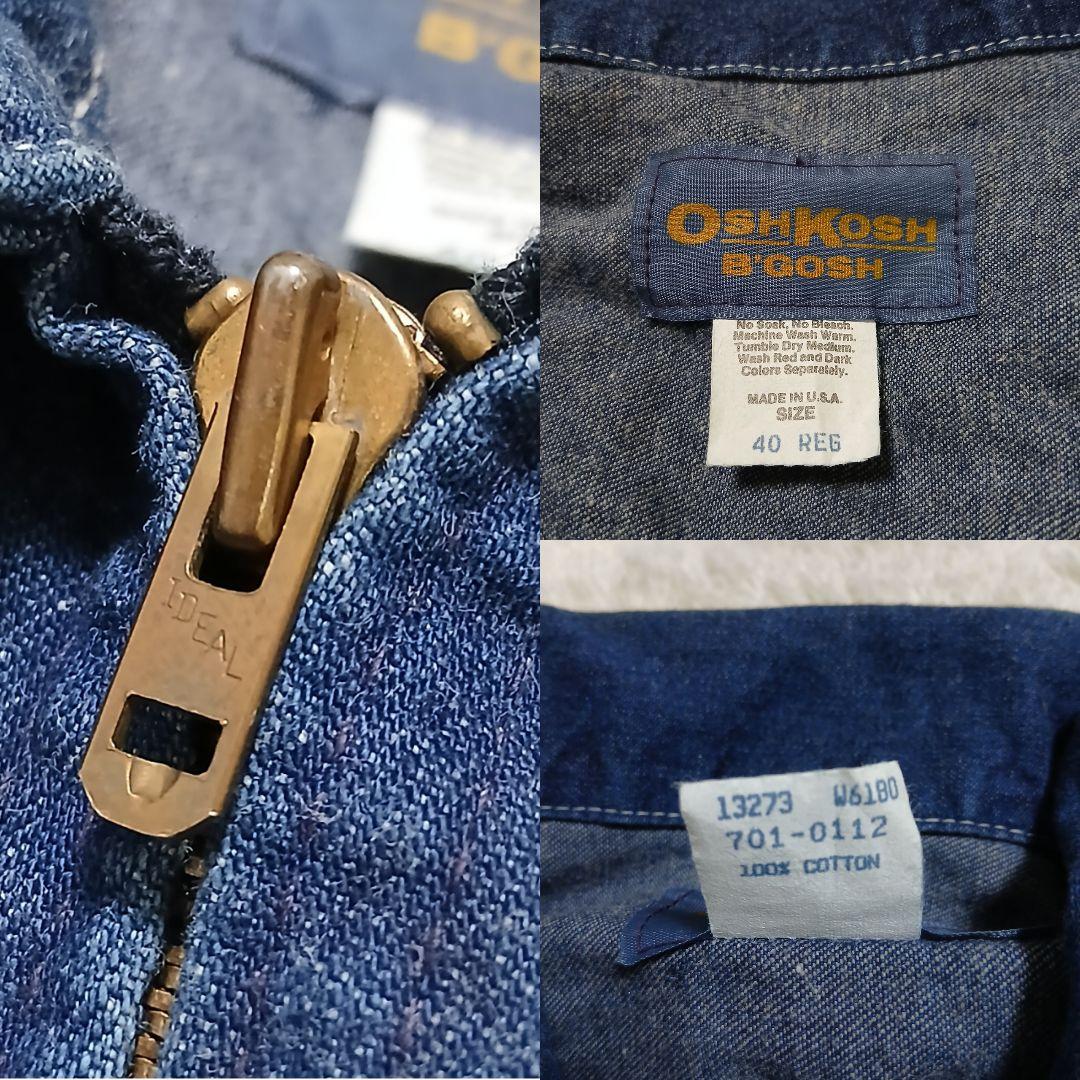 B'G
IDEAL
OSHKOSH
B'GOSH
No Soak, No Bleach.
Machine Wash Warm.
Tumble Dry Medium.
Wash Red and Dark
Colors Separately.
MADE IN U.S.A.
SIZE
40 REG
13273 W6180
701-0112
100% COTTON